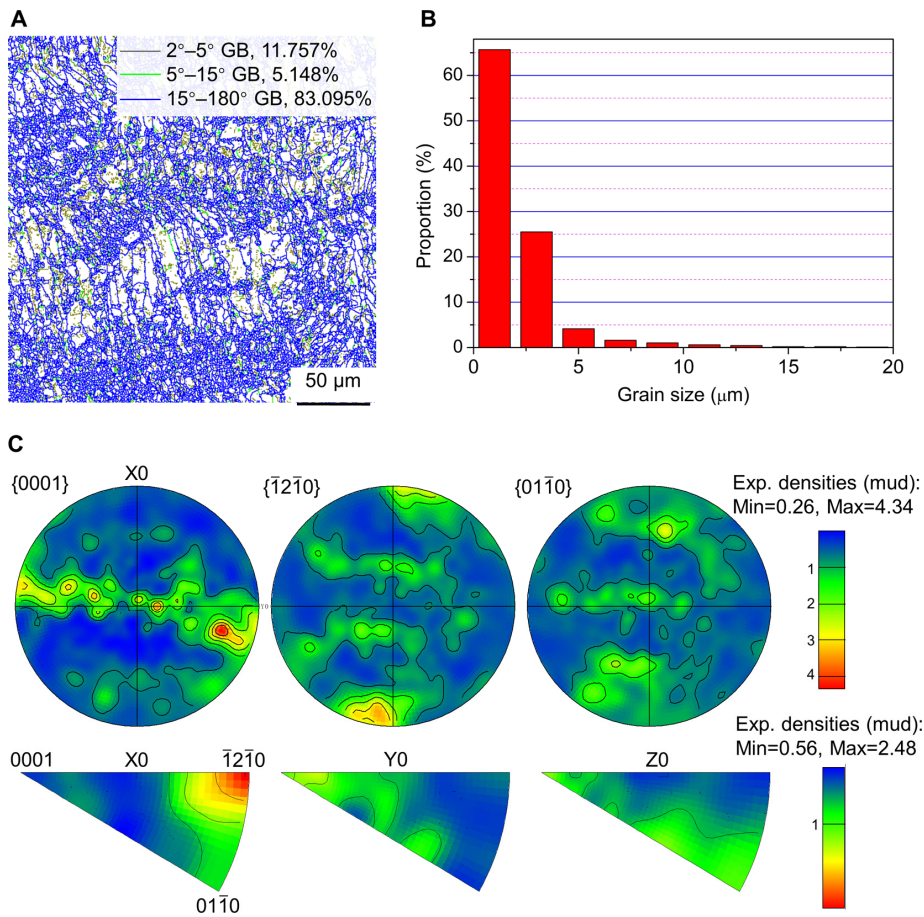 A
2°–5° GB, 11.757%
5°–15° GB, 5.148%
15°–180° GB, 83.095%
50 μm
B
Proportion (%)
60
50
40
30
20
10
0
0 5 10 15 20
Grain size (μm)
C
{0001}
X0
Y0
{1̄21̄0}
{011̄0}
Exp. densities (mud):
Min=0.26, Max=4.34
1
2
3
4
0001 X0 1̄21̄0
011̄0
Y0
Z0
Exp. densities (mud):
Min=0.56, Max=2.48
1